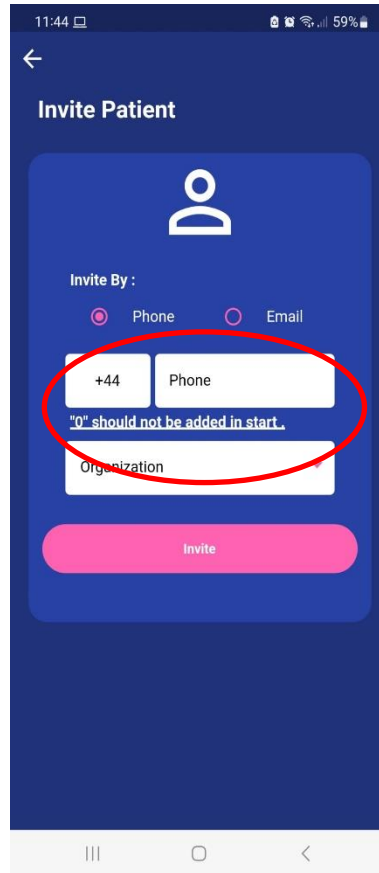 11:44 59%
Invite Patient
Invite By :
Phone Email
+44 Phone
"0" should not be added in start .
Organization
Invite